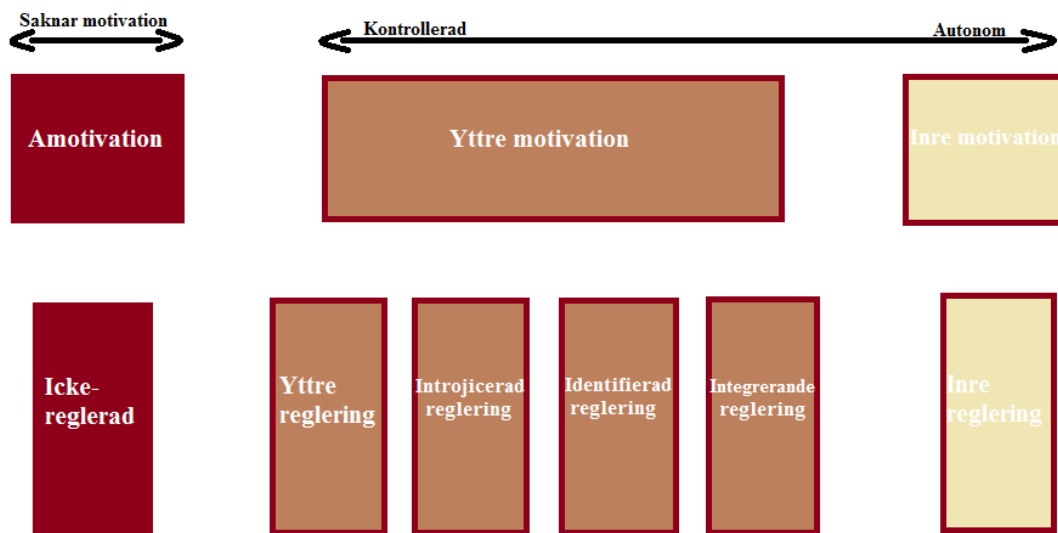 Saknar motivation
Kontrollerad
Autonom
Amotivation
Yttre motivation
Inre motivation
Icke-
reglerad
Yttre
reglering
Introjicerad
reglering
Identifierad
reglering
Integrerande
reglering
Inre
reglering